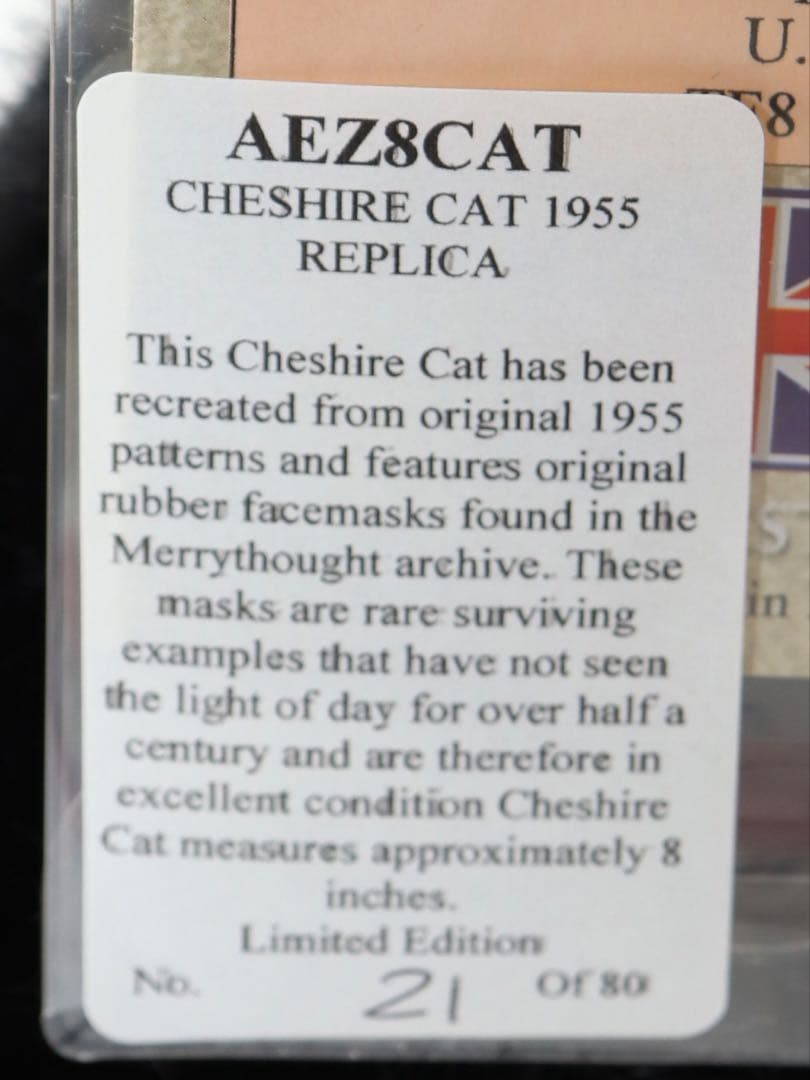 U.
TF8
AEZ8CAT
CHESHIRE CAT 1955
REPLICA
This Cheshire Cat has been
recreated from original 1955
patterns and features original
rubber facemasks found in the
Merrythought archive. These
masks are rare surviving
examples that have not seen
the light of day for over half a
century and are therefore in
excellent condition Cheshire
Cat measures approximately 8
inches.
Limited Edition
No. 21 Of 80
S
in